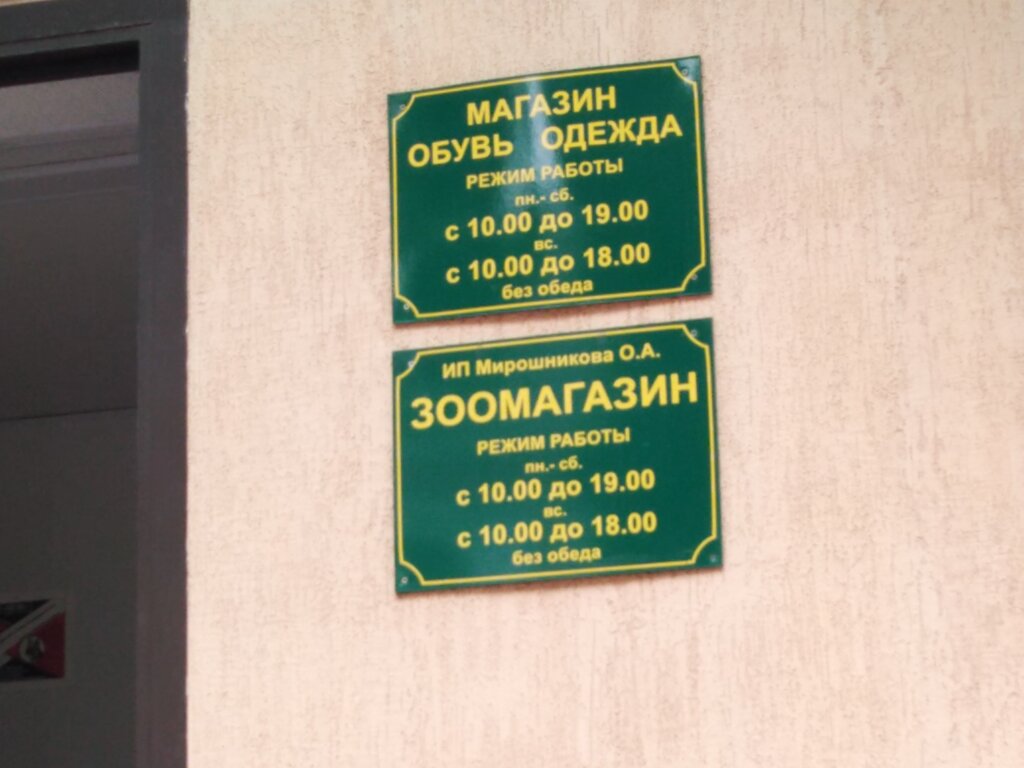 МАГАЗИН
ОБУВЬ ОДЕЖДА
РЕЖИМ РАБОТЫ
пн.- сб.
с 10.00 до 19.00
вс.
с 10.00 до 18.00
без обеда
ИП Мирошникова О.А.
ЗООМАГАЗИН
РЕЖИМ РАБОТЫ
пн.- сб.
с 10.00 до 19.00
вс.
с 10.00 до 18.00
без обеда